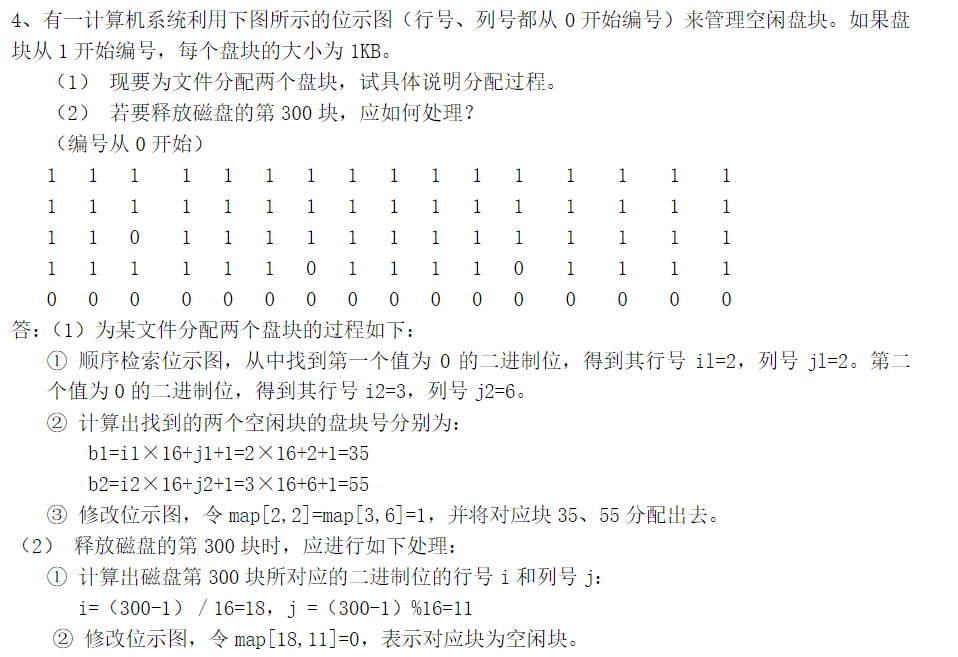 4、有一计算机系统利用下图所示的位示图（行号、列号都从 0 开始编号）来管理空闲盘块。如果盘
块从 1 开始编号，每个盘块的大小为 1KB。
（1） 现要为文件分配两个盘块，试具体说明分配过程。
（2） 若要释放磁盘的第 300 块，应如何处理？
（编号从 0 开始）
1 1 1 1 1 1 1 1 1 1 1 1 1 1 1 1
1 1 1 1 1 1 1 1 1 1 1 1 1 1 1 1
1 1 0 1 1 1 1 1 1 1 1 1 1 1 1 1
1 1 1 1 1 1 0 1 1 1 1 0 1 1 1 1
0 0 0 0 0 0 0 0 0 0 0 0 0 0 0 0
答：（1）为某文件分配两个盘块的过程如下：
① 顺序检索位示图，从中找到第一个值为 0 的二进制位，得到其行号 i1=2，列号 j1=2。第二
个值为 0 的二进制位，得到其行号 i2=3，列号 j2=6。
② 计算出找到的两个空闲块的盘块号分别为：
b1=i1×16+j1+1=2×16+2+1=35
b2=i2×16+j2+1=3×16+6+1=55
③ 修改位示图，令 map[2,2]=map[3,6]=1，并将对应块 35、55 分配出去。
（2） 释放磁盘的第 300 块时，应进行如下处理：
① 计算出磁盘第 300 块所对应的二进制位的行号 i 和列号 j：
i=（300-1）／16=18，j =（300-1）%16=11
② 修改位示图，令 map[18,11]=0，表示对应块为空闲块。